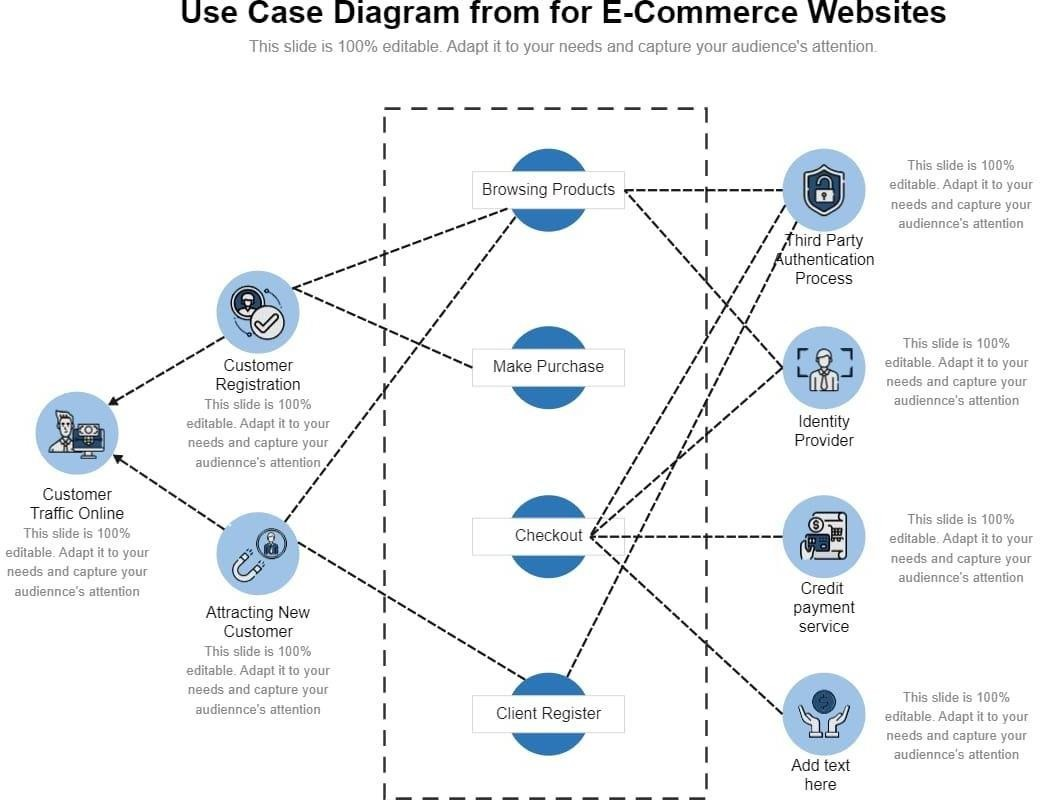 Use Case Diagram from for E-Commerce Websites
This slide is 100% editable. Adapt it to your needs and capture your audience's attention.
Browsing Products
Make Purchase
Checkout
Client Register
Customer
Registration
This slide is 100%
editable. Adapt it to your
needs and capture your
audiennce's attention
Customer
Traffic Online
This slide is 100%
editable. Adapt it to your
needs and capture your
audiennce's attention
Attracting New
Customer
This slide is 100%
editable. Adapt it to your
needs and capture your
audiennce's attention
Third Party
Authentication
Process
This slide is 100%
editable. Adapt it to your
needs and capture your
audiennce's attention
Identity
Provider
This slide is 100%
editable. Adapt it to your
needs and capture your
audiennce's attention
Credit
payment
service
This slide is 100%
editable. Adapt it to your
needs and capture your
audiennce's attention
Add text
here
This slide is 100%
editable. Adapt it to your
needs and capture your
audiennce's attention